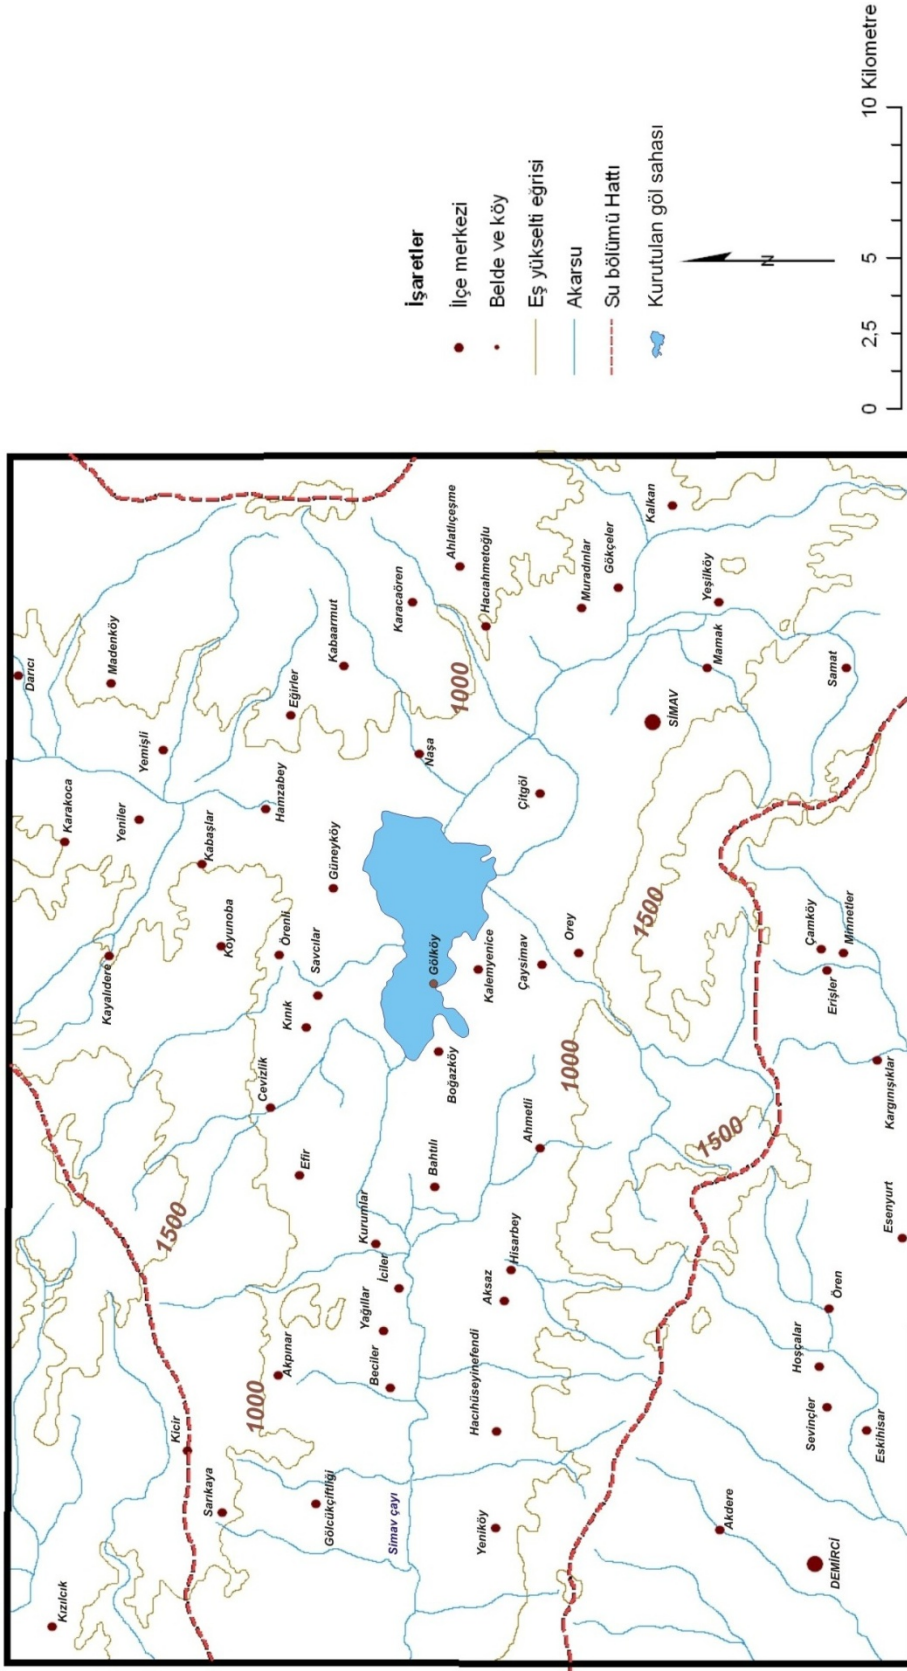 Kızılcık
Kicir
Sarıkaya
Gölcükçiftliği
1000
Akpınar
Beciler
Yağıllar
İciler
Kurumlar
1500
Efir
Cevizlik
Kınık
Savcılar
Örenli
Koyunoba
Kayalıdere
Kabaşlar
Yeniler
Karakoca
Güneyköy
Hamzabey
Yemişli
Darıcı
Madenköy
Eğirler
Kabaarmut
Naşa
Karacaören
Ahlatlıçeşme
Hacıahmetoğlu
1000
Simav çayı
Yeniköy
Hacıhüseyinefendi
Aksaz
Hisarbey
Bahtılı
Ahmetli
Boğazköy
Gölköy
Kalemyenice
Çaysimav
Orey
Çitgöl
1000
1500
1500
SİMAV
Muradınlar
Gökçeler
Kalkan
Yeşilköy
Mamak
Samat
Akdere
DEMİRCİ
Sevinçler
Hoşçalar
Eskihisar
Ören
Esenyurt
Kargınışıklar
Erişler
Çamköy
Minnetler
İşaretler
İlçe merkezi
Belde ve köy
Eş yükselti eğrisi
Akarsu
Su bölümü Hattı
Kurutulan göl sahası
N
0 2,5 5 10 Kilometre